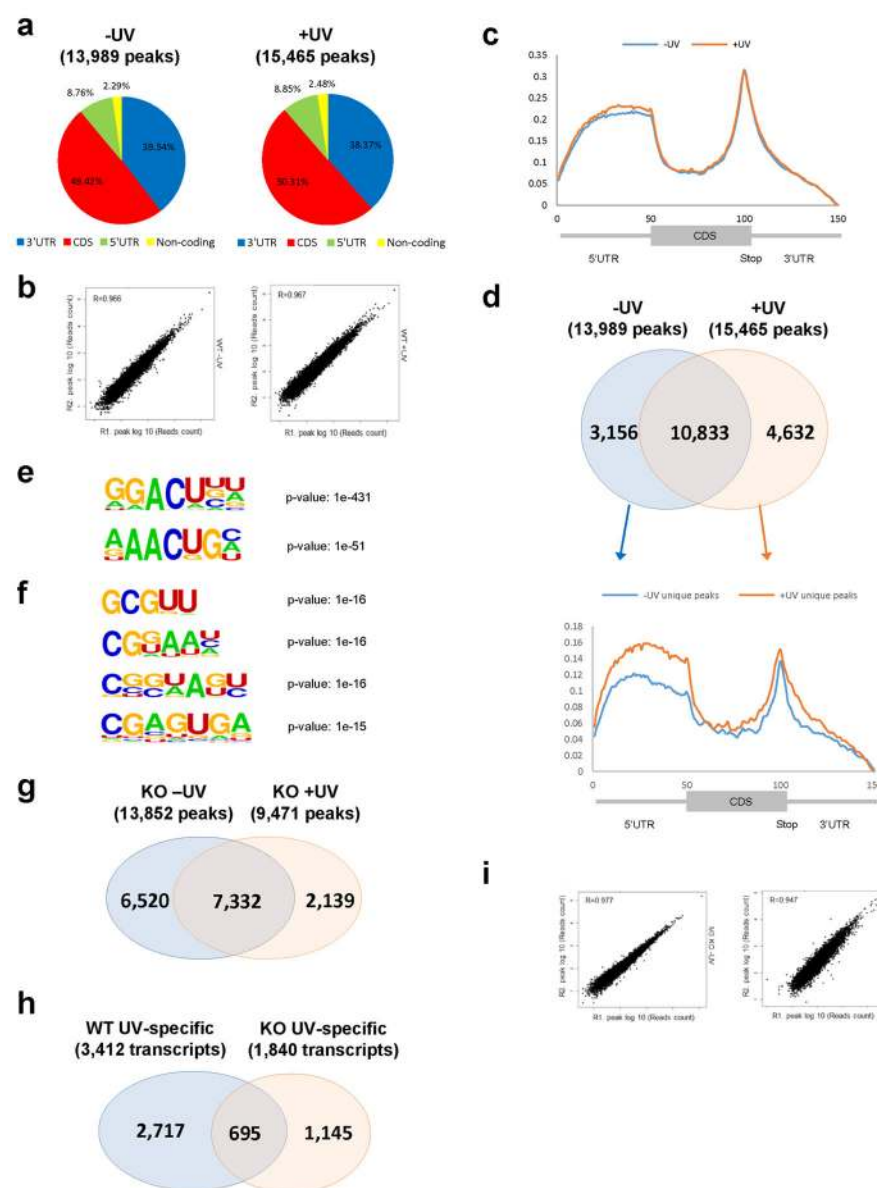 a
-UV
(13,989 peaks)
+UV
(15,465 peaks)
8.76%
2.29%
39.54%
49.42%
8.85%
2.48%
38.37%
50.31%
3'UTR CDS 5'UTR Non-coding
3'UTR CDS 5'UTR Non-coding
b
R=0.966
R2. peak log 10 (Reads count)
R1. peak log 10 (Reads count)
WT -UV
R=0.967
R2. peak log 10 (Reads count)
R1. peak log 10 (Reads count)
WT +UV
c
-UV +UV
0.35
0.3
0.25
0.2
0.15
0.1
0.05
0
0 50 100 150
CDS
5'UTR Stop 3'UTR
d
-UV
(13,989 peaks)
+UV
(15,465 peaks)
3,156 10,833 4,632
-UV unique peaks +UV unique peaks
0.18
0.16
0.14
0.12
0.1
0.08
0.06
0.04
0.02
0
0 50 100 150
CDS
5'UTR Stop 3'UTR
e
GGACUUU
p-value: 1e-431
AAACUGC
p-value: 1e-51
f
GCGUU
p-value: 1e-16
CGGAAU
p-value: 1e-16
CGGUAGU
p-value: 1e-16
CGAGUGA
p-value: 1e-15
g
KO –UV
(13,852 peaks)
KO +UV
(9,471 peaks)
6,520 7,332 2,139
h
WT UV-specific
(3,412 transcripts)
KO UV-specific
(1,840 transcripts)
2,717 695 1,145
i
R=0.977
R2. peak log 10 (Reads count)
R1. peak log 10 (Reads count)
KO -UV
R=0.947
R2. peak log 10 (Reads count)
R1. peak log 10 (Reads count)